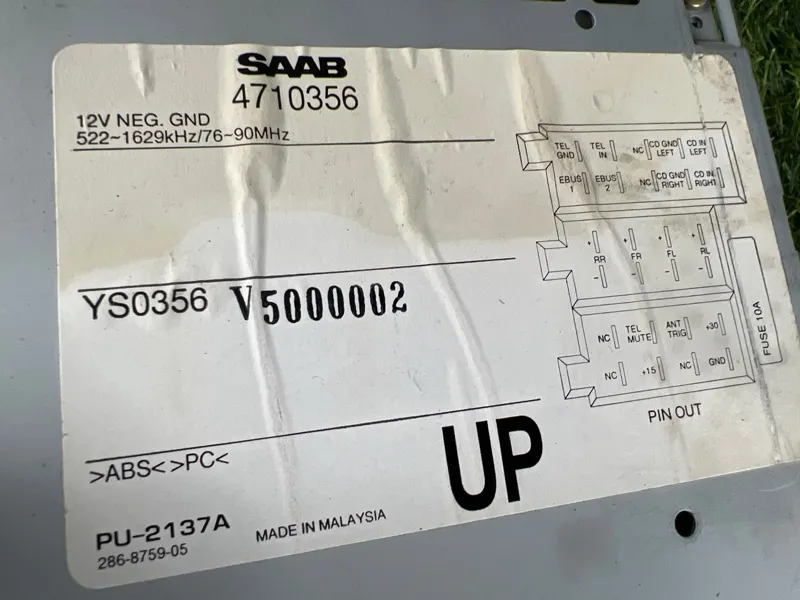 SAAB
4710356
12V NEG. GND
522~1629kHz/76-90MHz
YS0356 V5000002
>ABS< >PC<
PU-2137A
286-8759-05
MADE IN MALAYSIA
UP
TEL GND TEL IN NC CD GND LEFT CD IN LEFT
EBUS 1 EBUS 2 NC CD GND RIGHT CD IN RIGHT
+ + + +
RR FR FL RL
- - - -
NC TEL MUTE ANT TRIG +30
NC +15 NC GND
FUSE 10A
PIN OUT